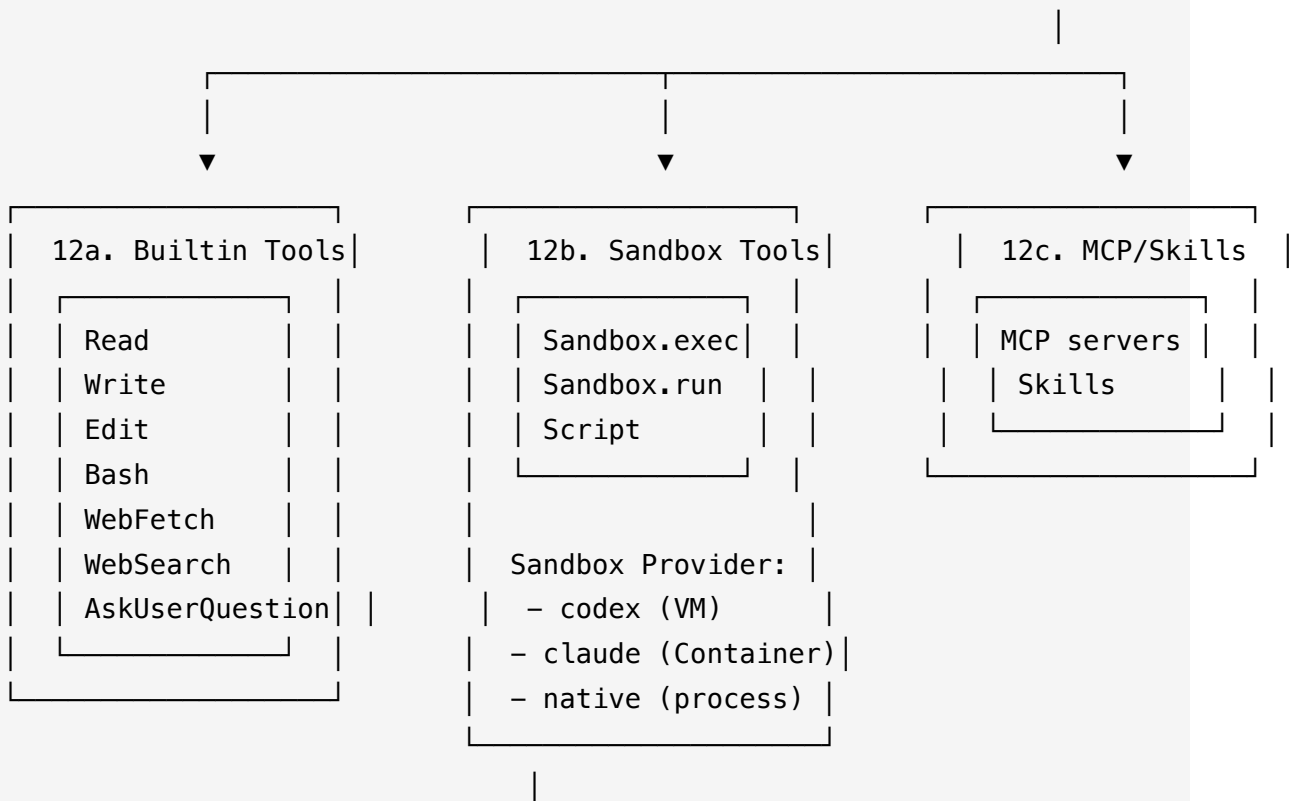 12a. Builtin Tools
Read
Write
Edit
Bash
WebFetch
WebSearch
AskUserQuestion
12b. Sandbox Tools
Sandbox.exec
Sandbox.run
Script
Sandbox Provider:
- codex (VM)
- claude (Container)
- native (process)
12c. MCP/Skills
MCP servers
Skills